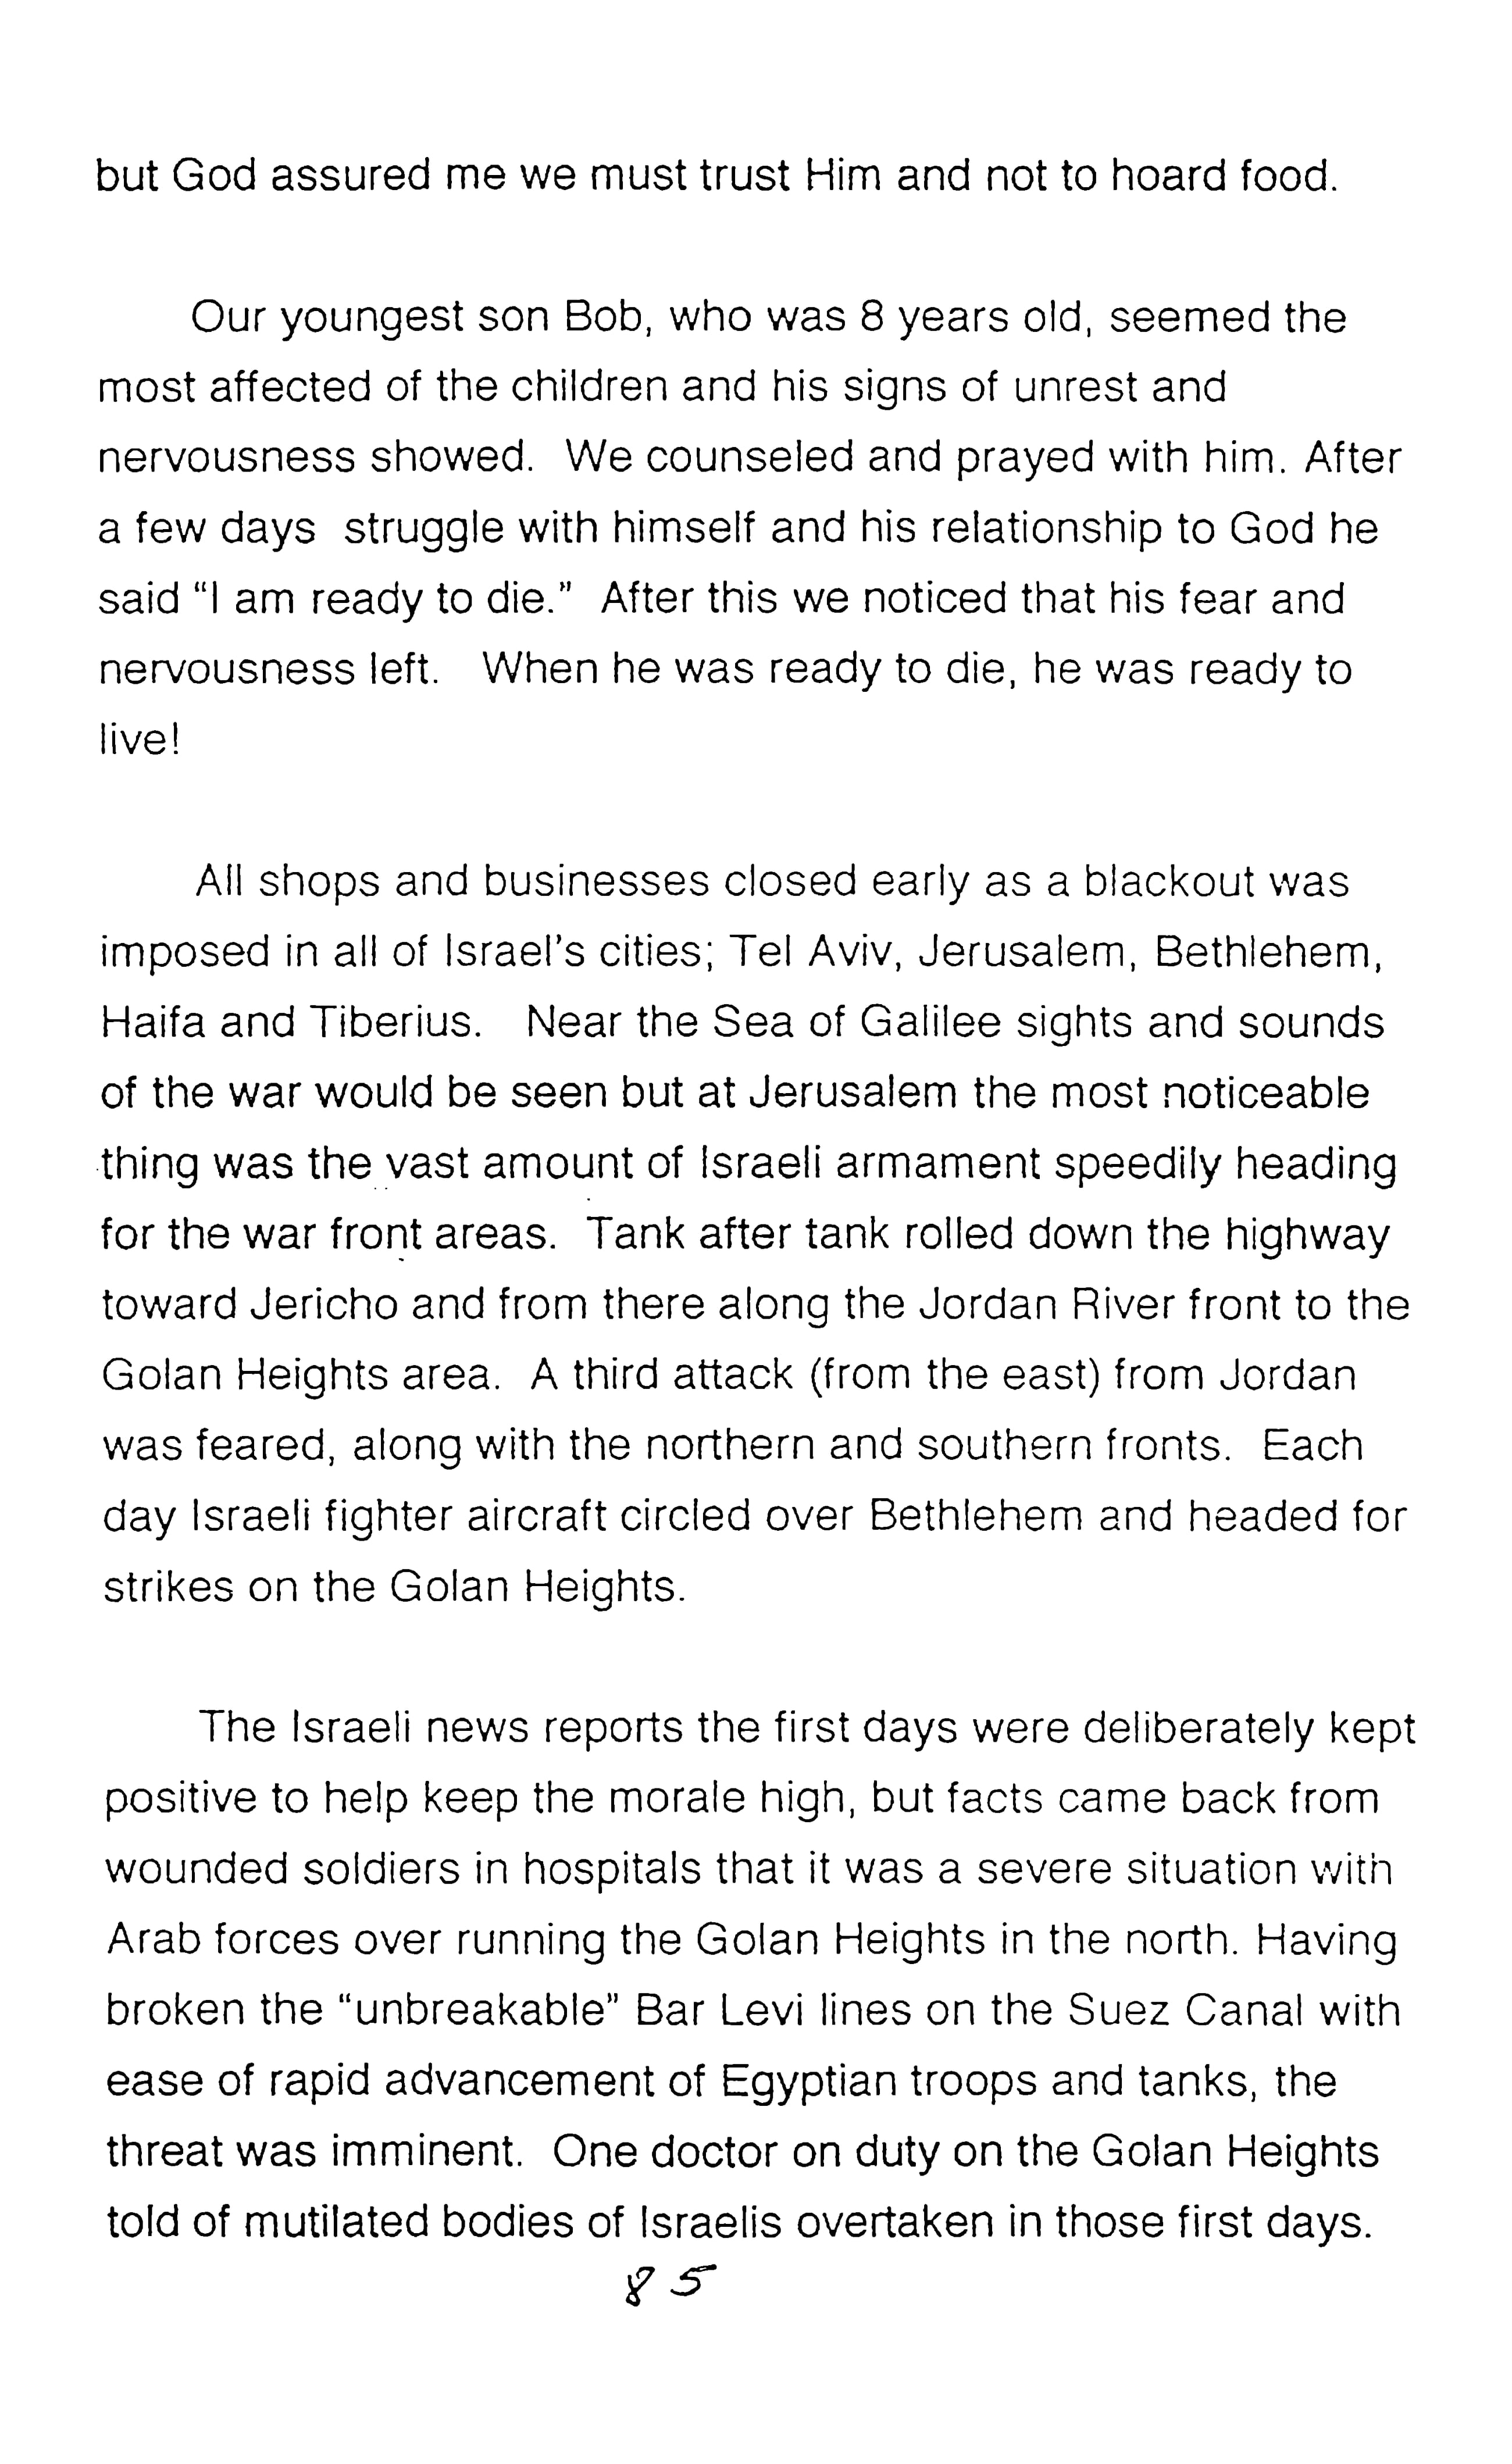 but God assured me we must trust Him and not to hoard food.
Our youngest son Bob, who was 8 years old, seemed the
most affected of the children and his signs of unrest and
nervousness showed. We counseled and prayed with him. After
a few days struggle with himself and his relationship to God he
said "I am ready to die." After this we noticed that his fear and
nervousness left. When he was ready to die, he was ready to
live!
All shops and businesses closed early as a blackout was
imposed in all of Israel's cities; Tel Aviv, Jerusalem, Bethlehem,
Haifa and Tiberius. Near the Sea of Galilee sights and sounds
of the war would be seen but at Jerusalem the most noticeable
thing was the vast amount of Israeli armament speedily heading
for the war front areas. Tank after tank rolled down the highway
toward Jericho and from there along the Jordan River front to the
Golan Heights area. A third attack (from the east) from Jordan
was feared, along with the northern and southern fronts. Each
day Israeli fighter aircraft circled over Bethlehem and headed for
strikes on the Golan Heights.
The Israeli news reports the first days were deliberately kept
positive to help keep the morale high, but facts came back from
wounded soldiers in hospitals that it was a severe situation with
Arab forces over running the Golan Heights in the north. Having
broken the "unbreakable" Bar Levi lines on the Suez Canal with
ease of rapid advancement of Egyptian troops and tanks, the
threat was imminent. One doctor on duty on the Golan Heights
told of mutilated bodies of Israelis overtaken in those first days.
85